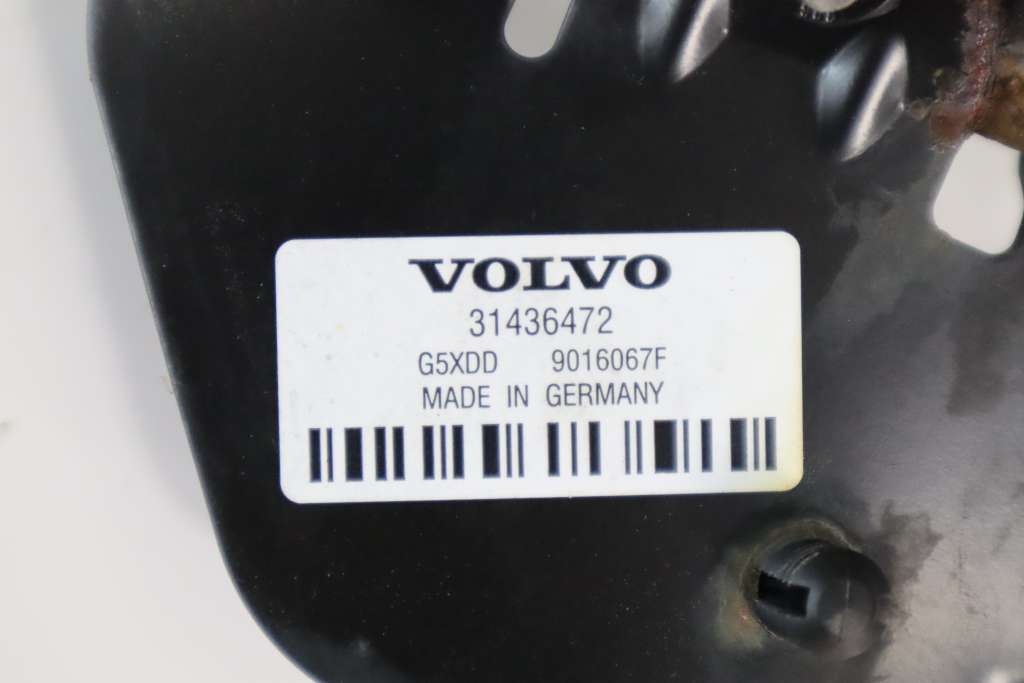 VOLVO
31436472
G5XDD 9016067F
MADE IN GERMANY